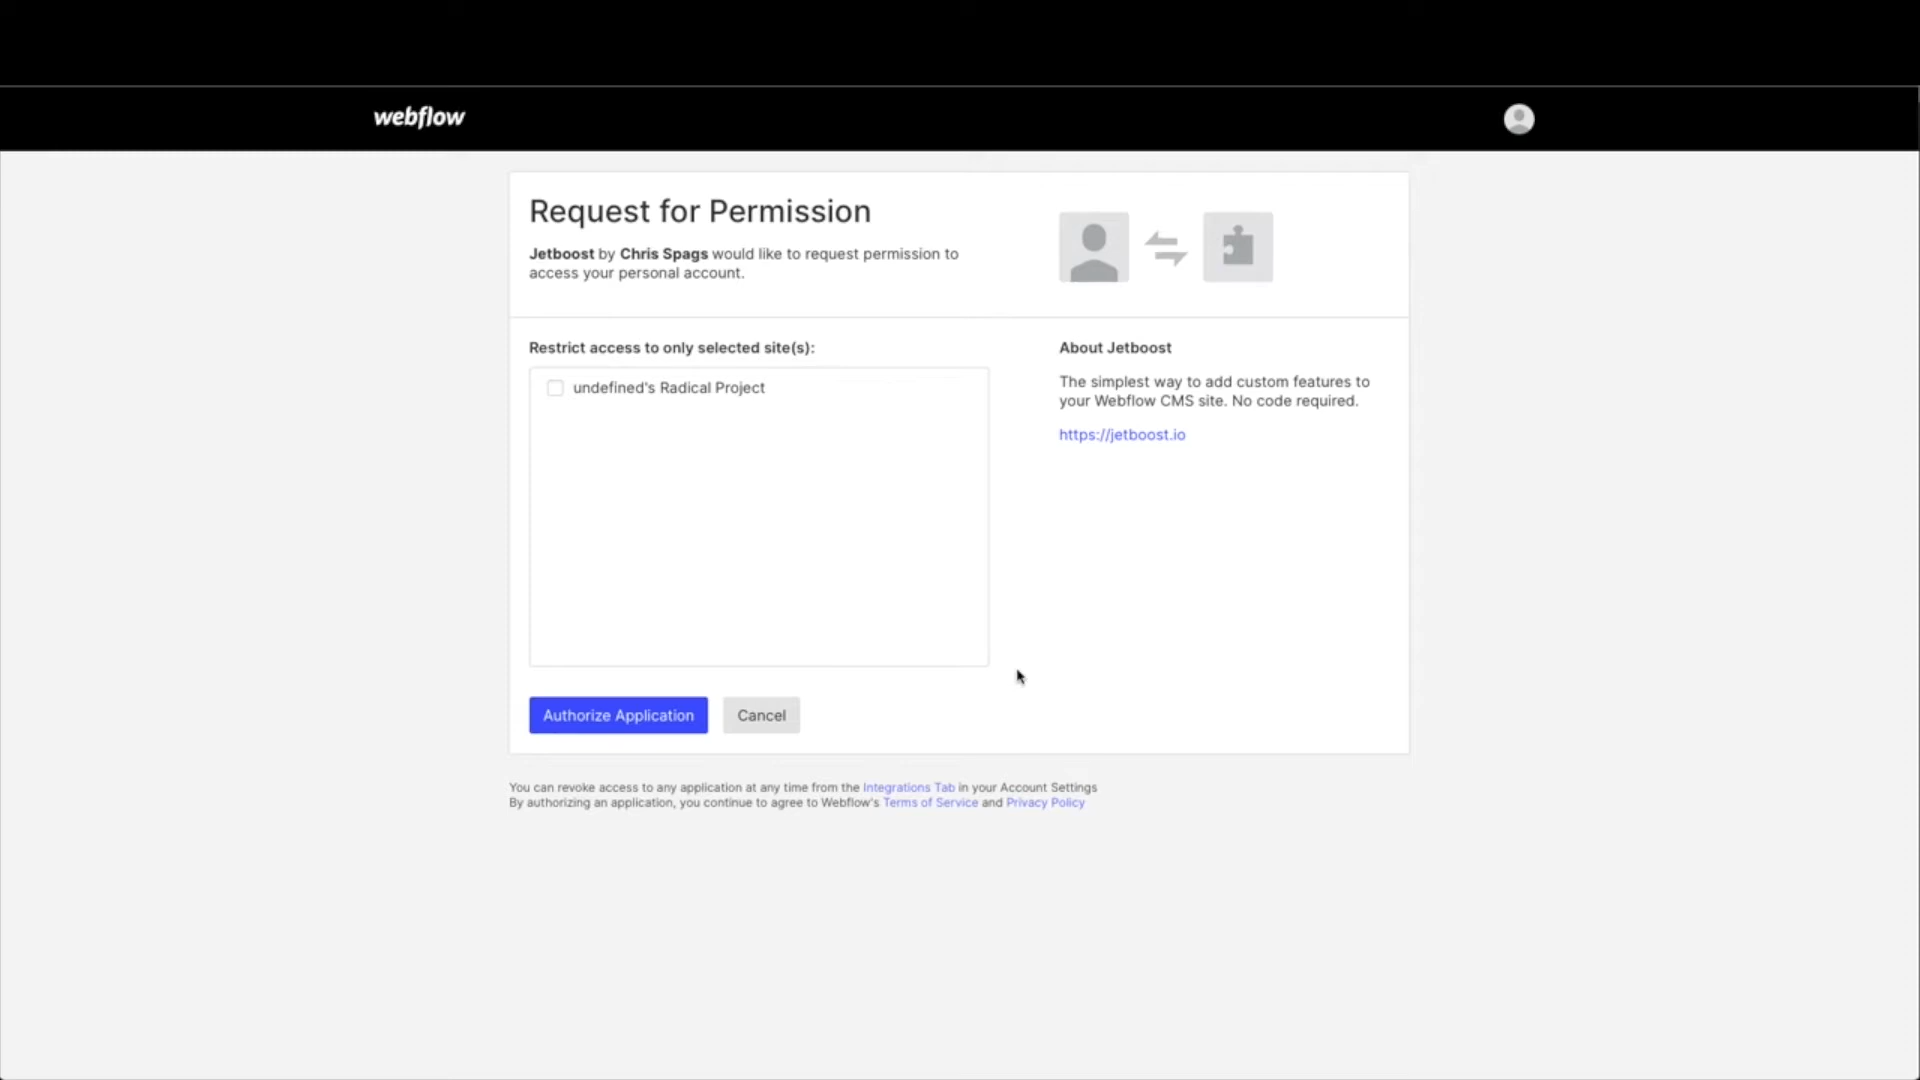 webflow
Request for Permission
Jetboost by Chris Spags would like to request permission to
access your personal account.
Restrict access to only selected site(s):
undefined's Radical Project
About Jetboost
The simplest way to add custom features to
your Webflow CMS site. No code required.
https://jetboost.io
Authorize Application
Cancel
You can revoke access to any application at any time from the Integrations Tab in your Account Settings
By authorizing an application, you continue to agree to Webflow's Terms of Service and Privacy Policy